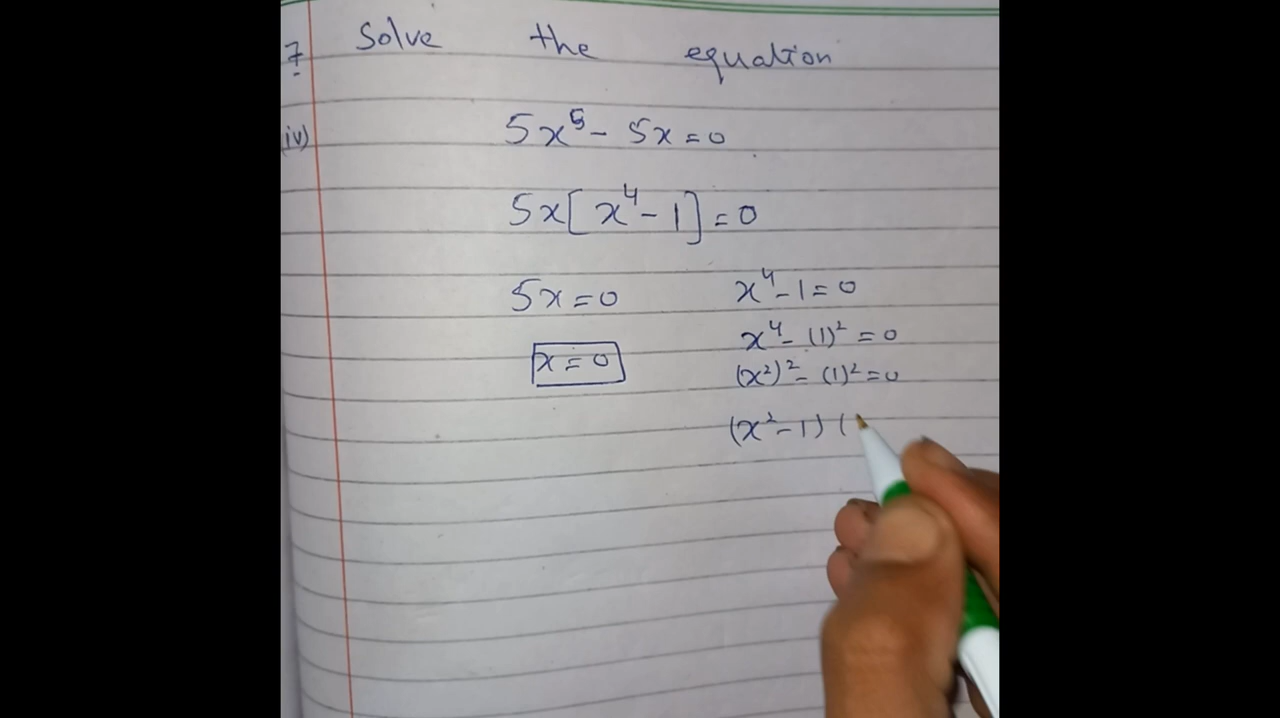 7 Solve the equation
(iv) 5x⁵ - 5x = 0
5x[x⁴ - 1] = 0
5x = 0 x⁴ - 1 = 0
x⁴ - (1)² = 0
x = 0 (x²)² - (1)² = 0
(x² - 1) (